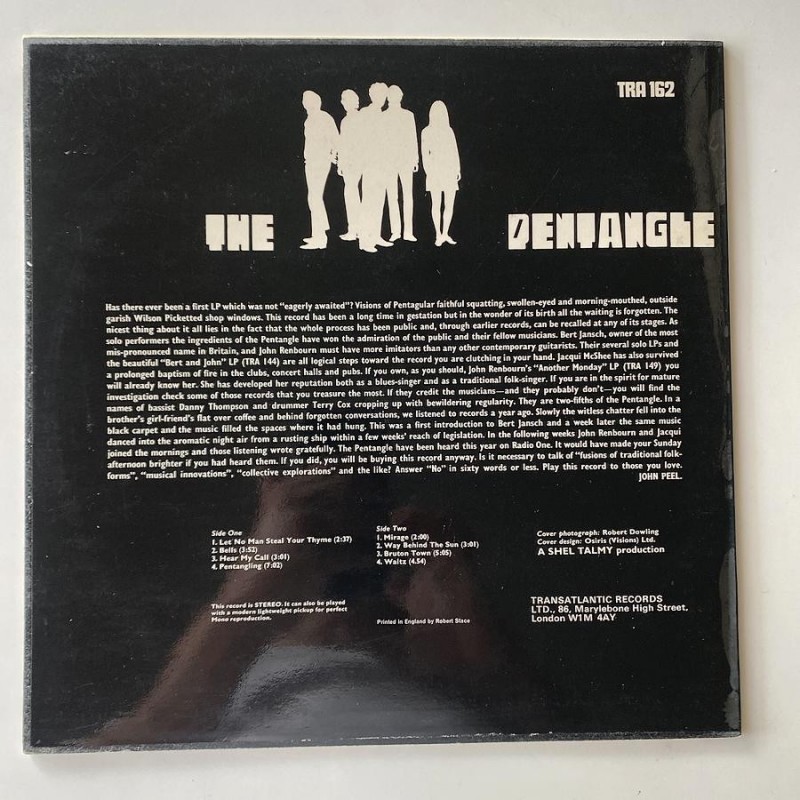 TRA 162
THE PENTANGLE
Has there ever been a first LP which was not "eagerly awaited"? Visions of Pentagular faithful squatting, swollen-eyed and morning-mouthed, outside
garish Wilson Picketted shop windows. This record has been a long time in gestation but in the wonder of its birth all the waiting is forgotten. The
nicest thing about it all lies in the fact that the whole process has been public and, through earlier records, can be recalled at any of its stages. As
solo performers the ingredients of the Pentangle have won the admiration of the public and their fellow musicians. Bert Jansch, owner of the most
mis-pronounced name in Britain, and John Renbourn must have more imitators than any other contemporary guitarists. Their several solo LPs and
the beautiful "Bert and John" LP (TRA 144) are all logical steps toward the record you are clutching in your hand. Jacqui McShee has also survived
a prolonged baptism of fire in the clubs, concert halls and pubs. If you own, as you should, John Renbourn's "Another Monday" LP (TRA 149) you
will already know her. She has developed her reputation both as a blues-singer and as a traditional folk-singer. If you are in the spirit for mature
investigation check some of those records that you treasure the most. If they credit the musicians—and they probably don't—you will find the
names of bassist Danny Thompson and drummer Terry Cox cropping up with bewildering regularity. They are two-fifths of the Pentangle. In a
brother's girl-friend's flat over coffee and behind forgotten conversations, we listened to records a year ago. Slowly the witless chatter fell into the
black carpet and the music filled the spaces where it had hung. This was a first introduction to Bert Jansch and a week later the same music
danced into the aromatic night air from a rusting ship within a few weeks' reach of legislation. In the following weeks John Renbourn and Jacqui
joined the mornings and those listening wrote gratefully. The Pentangle have been heard this year on Radio One. It would have made your Sunday
afternoon brighter if you had heard them. If you did, you will be buying this record anyway. Is it necessary to talk of "fusions of traditional folk-
forms", "musical innovations", "collective explorations" and the like? Answer "No" in sixty words or less. Play this record to those you love.
JOHN PEEL.
Side One
1. Let No Man Steal Your Thyme (2:37)
2. Bells (3:52)
3. Hear My Call (3:01)
4. Pentangling (7:02)
Side Two
1. Mirage (2:00)
2. Way Behind The Sun (3:01)
3. Bruton Town (5:05)
4. Waltz (4.54)
Cover photograph: Robert Dowling
Cover design: Osiris (Visions) Ltd.
A SHEL TALMY production
This record is STEREO. It can also be played
with a modern lightweight pickup for perfect
Mono reproduction.
Printed in England by Robert Stace
TRANSATLANTIC RECORDS
LTD., 86, Marylebone High Street,
London W1M 4AY